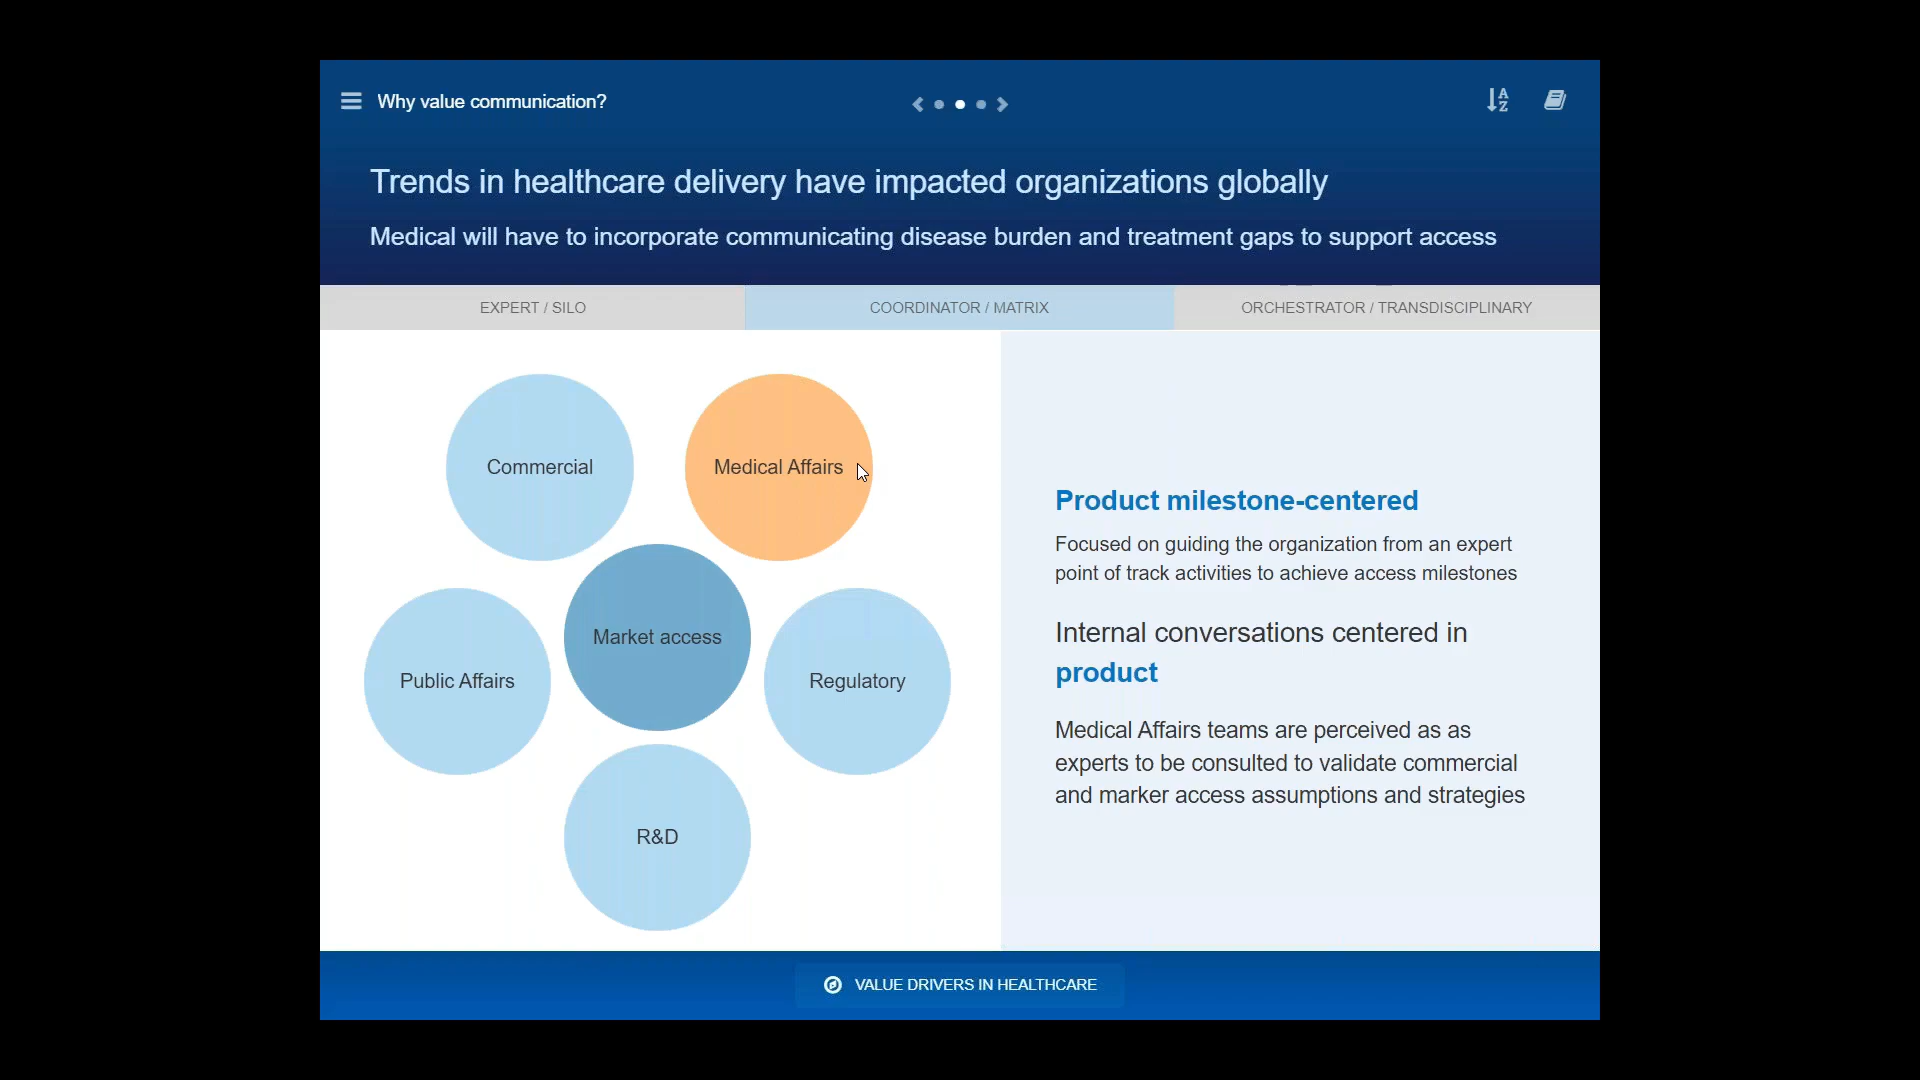 Why value communication?
A
Z
Trends in healthcare delivery have impacted organizations globally
Medical will have to incorporate communicating disease burden and treatment gaps to support access
EXPERT / SILO
COORDINATOR / MATRIX
ORCHESTRATOR / TRANSDISCIPLINARY
Commercial
Medical Affairs
Market access
Public Affairs
Regulatory
R&D
Product milestone-centered
Focused on guiding the organization from an expert
point of track activities to achieve access milestones
Internal conversations centered in
product
Medical Affairs teams are perceived as as
experts to be consulted to validate commercial
and marker access assumptions and strategies
VALUE DRIVERS IN HEALTHCARE